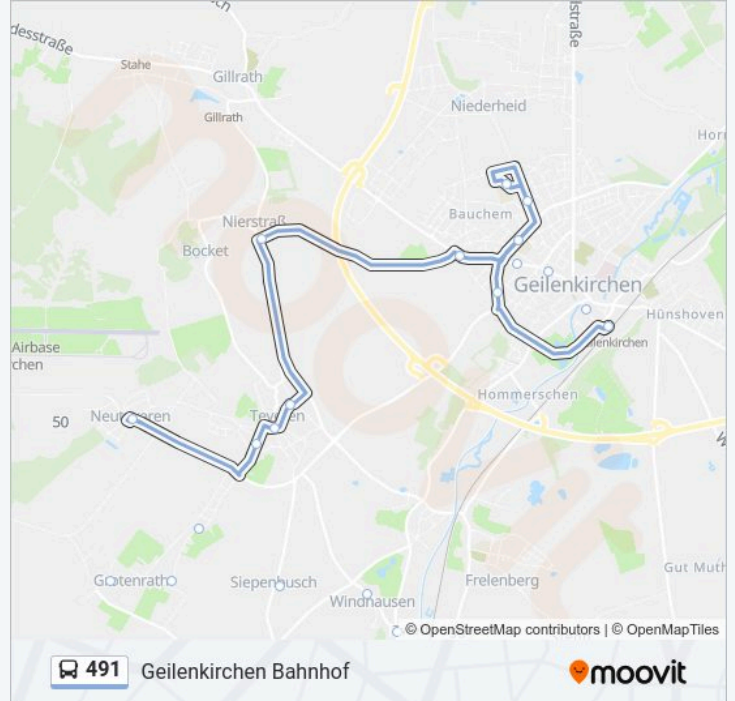 desstraße
Stahe
Gillrath
Gillrath
Niederheid
Nierstraß
Bauchem
Bocket
Geilenkirchen
Hünshoven
Airbase
Hommerschen
50
Teveren
Grotenrath
Siepenbusch
Windhausen
Frelenberg
Gut Muth
© OpenStreetMap contributors | © OpenMapTiles
491
Geilenkirchen Bahnhof
moovit